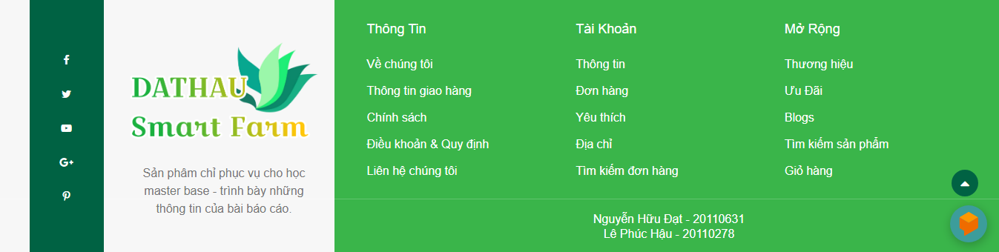 DATHAU
Smart Farm
Sản phâm chỉ phục vụ cho học
master base - trình bày những
thông tin của bài báo cáo.
Thông Tin
Về chúng tôi
Thông tin giao hàng
Chính sách
Điều khoản & Quy định
Liên hệ chúng tôi
Tài Khoản
Thông tin
Đơn hàng
Yêu thích
Địa chỉ
Tìm kiếm đơn hàng
Mở Rộng
Thương hiệu
Ưu Đãi
Blogs
Tìm kiếm sản phẩm
Giỏ hàng
Nguyễn Hữu Đạt - 20110631
Lê Phúc Hậu - 20110278